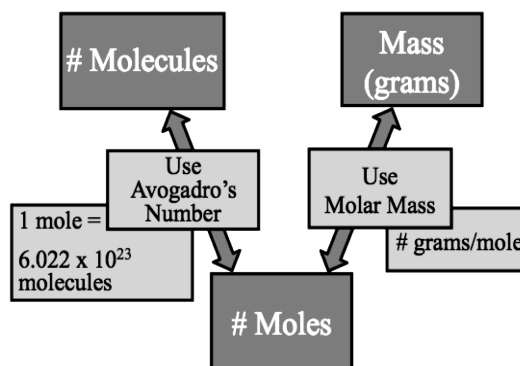 # Molecules
Mass
(grams)
Use
Avogadro's
Number
Use
Molar Mass
1 mole =
6.022 x 10²³
molecules
# grams/mole
# Moles